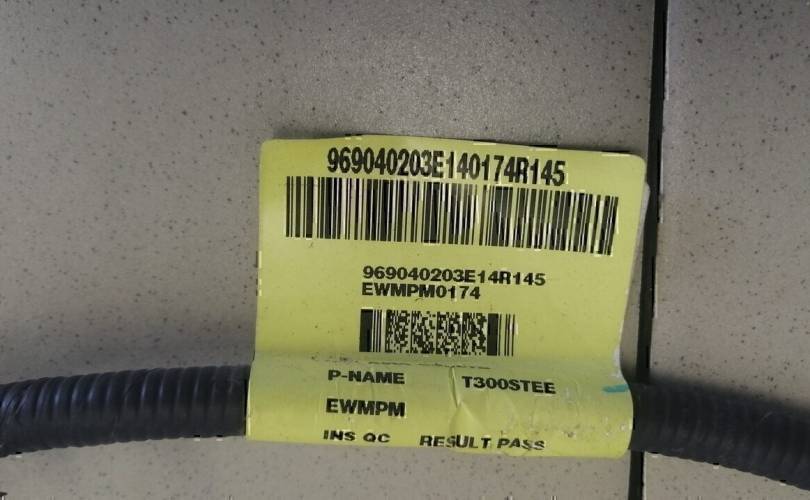 969040203E140174R145
969040203E14R145
EWMPM0174
P-NAME T300STEE
EWMPM
INS QC RESULT PASS